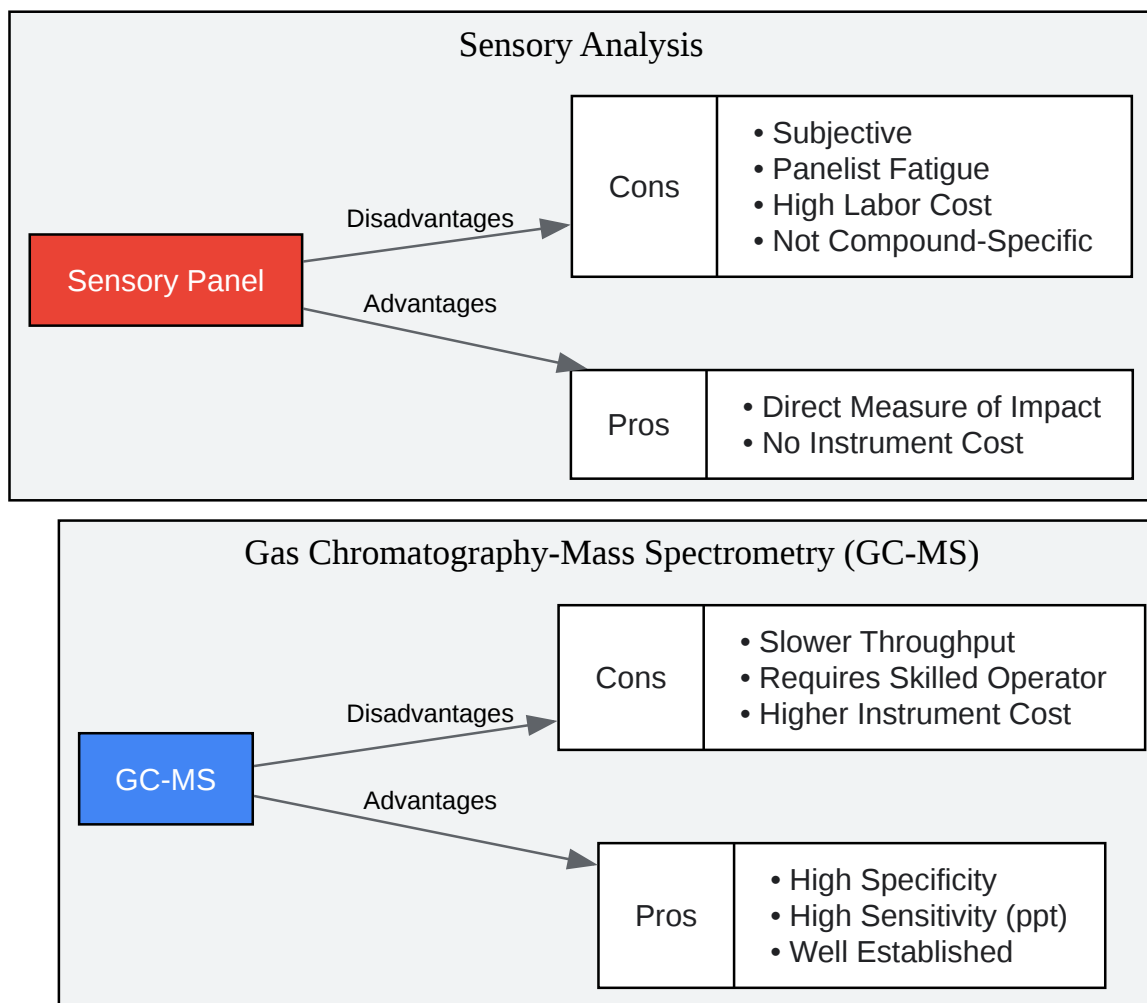 Sensory Analysis
Disadvantages
Cons
• Subjective
• Panelist Fatigue
• High Labor Cost
• Not Compound-Specific
Sensory Panel
Advantages
Pros
• Direct Measure of Impact
• No Instrument Cost
Gas Chromatography-Mass Spectrometry (GC-MS)
Disadvantages
Cons
• Slower Throughput
• Requires Skilled Operator
• Higher Instrument Cost
GC-MS
Advantages
Pros
• High Specificity
• High Sensitivity (ppt)
• Well Established